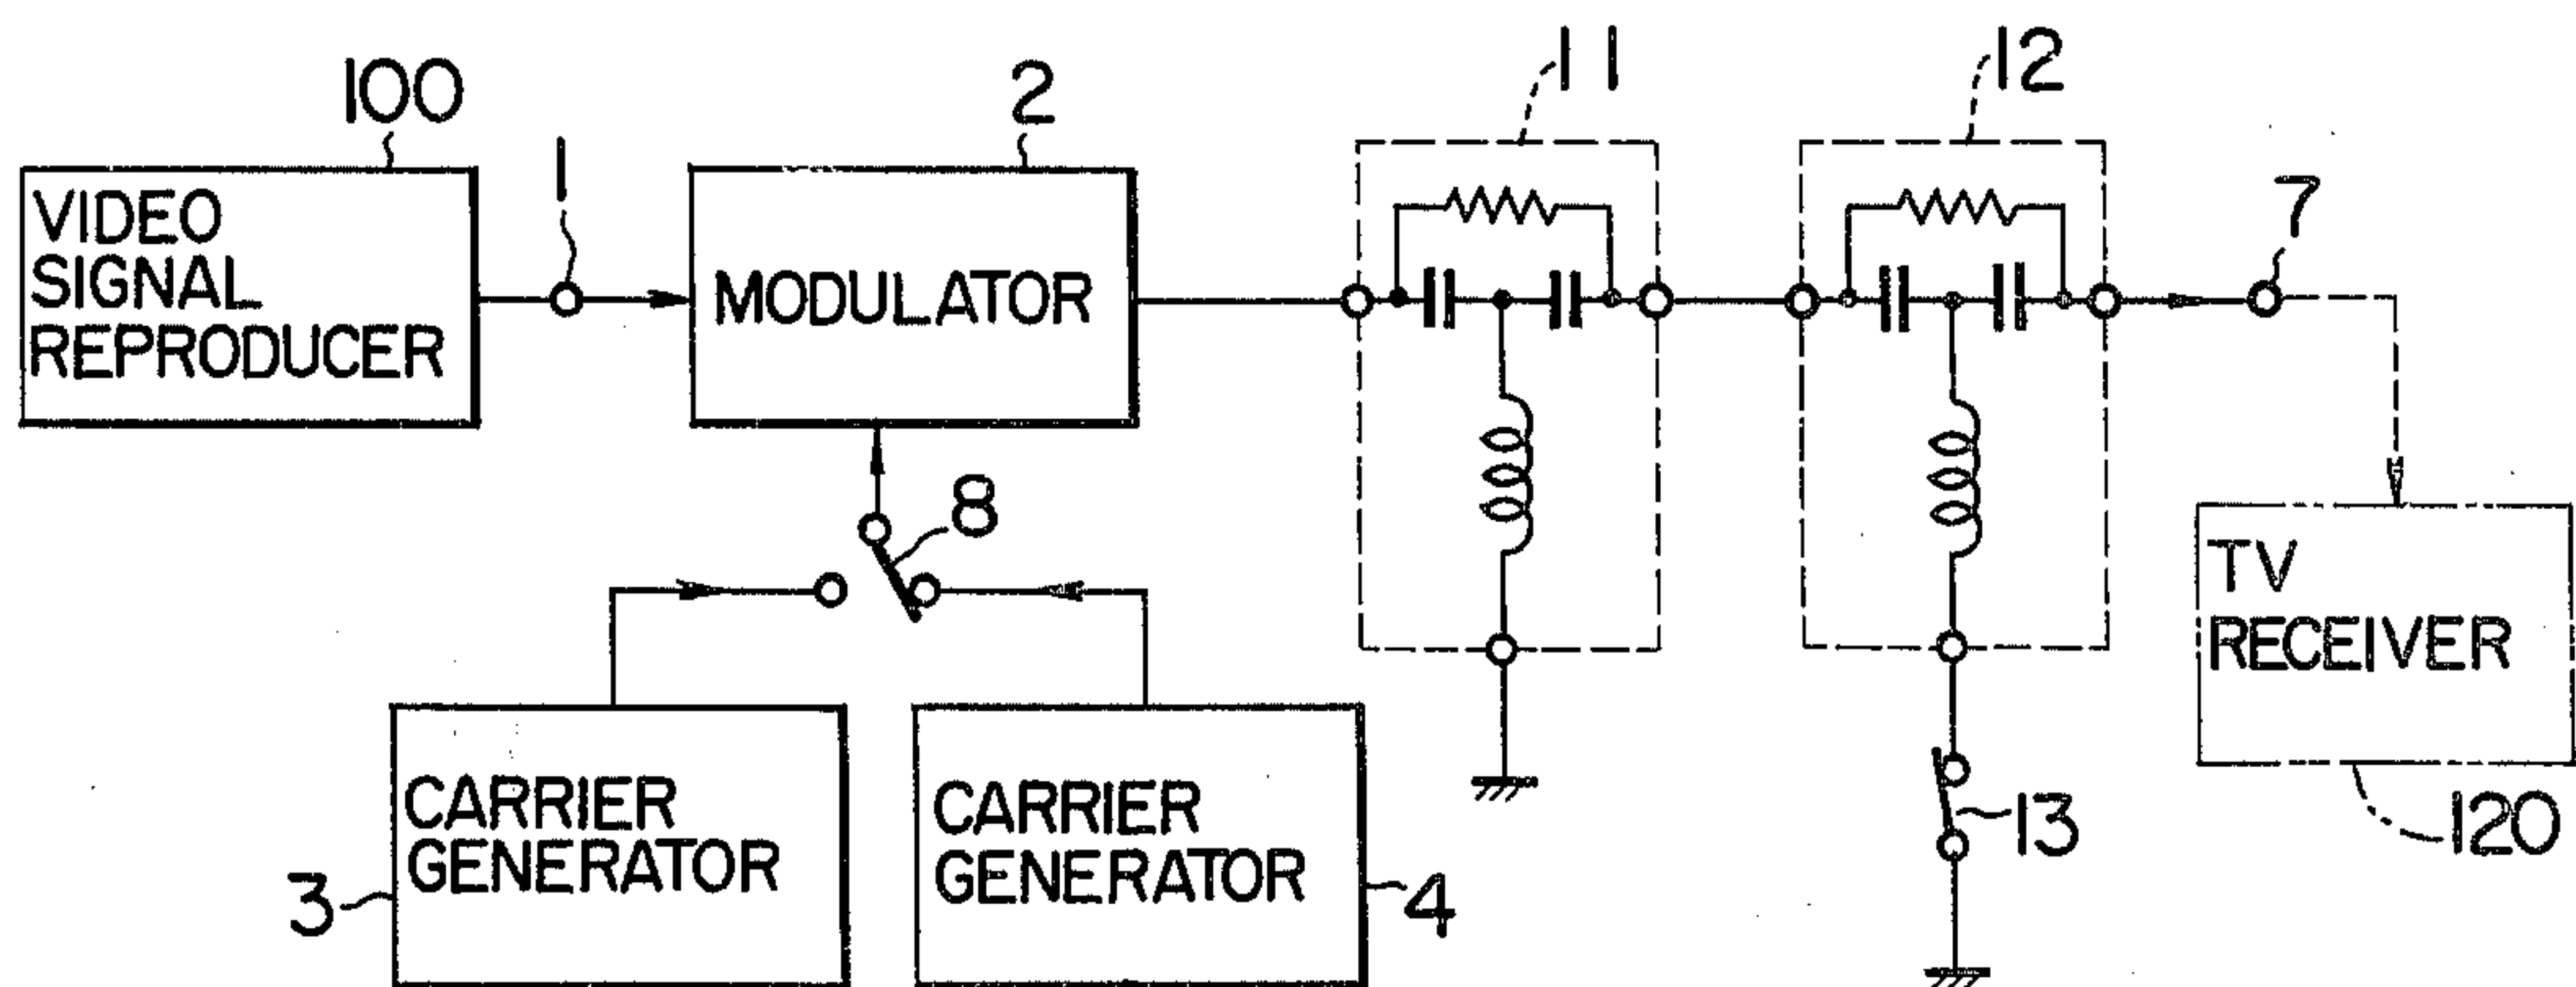 100
1
2
11
12
7
VIDEO
SIGNAL
REPRODUCER
MODULATOR
8
TV
RECEIVER
120
13
CARRIER
GENERATOR
3
CARRIER
GENERATOR
4